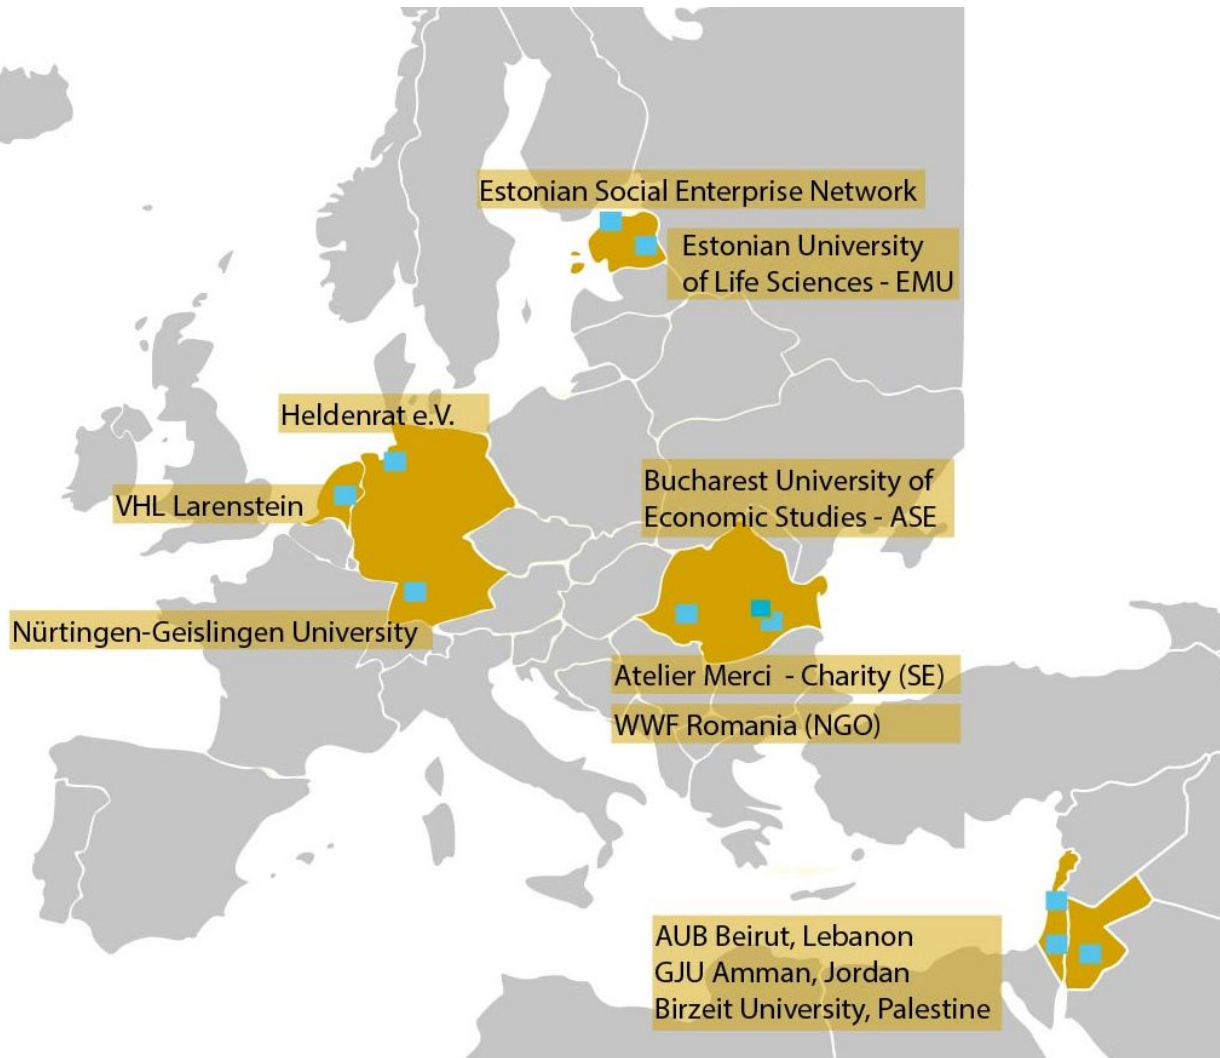 Estonian Social Enterprise Network
Estonian University
of Life Sciences - EMU
Heldenrat e.V.
VHL Larenstein
Bucharest University of
Economic Studies - ASE
Nürtingen-Geislingen University
Atelier Merci - Charity (SE)
WWF Romania (NGO)
AUB Beirut, Lebanon
GJU Amman, Jordan
Birzeit University, Palestine